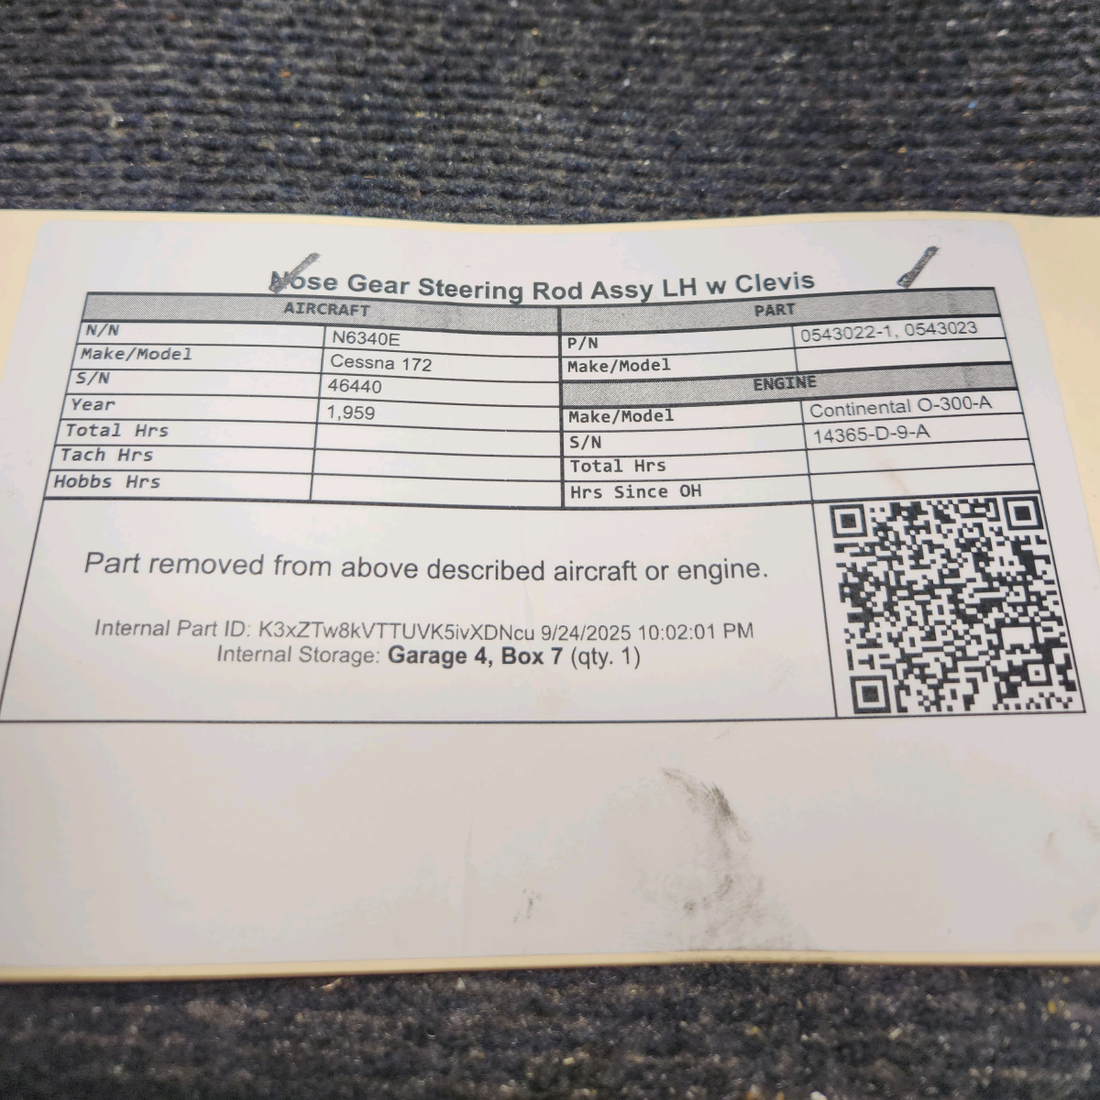 Nose Gear Steering Rod Assy LH w Clevis
AIRCRAFT
N/N N6340E
Make/Model Cessna 172
S/N 46440
Year 1,959
Total Hrs
Tach Hrs
Hobbs Hrs
PART
P/N 0543022-1, 0543023
Make/Model
ENGINE
Make/Model Continental O-300-A
S/N 14365-D-9-A
Total Hrs
Hrs Since OH
Part removed from above described aircraft or engine.
Internal Part ID: K3xZTw8kVTTUVK5ivXDNcu 9/24/2025 10:02:01 PM
Internal Storage: Garage 4, Box 7 (qty. 1)